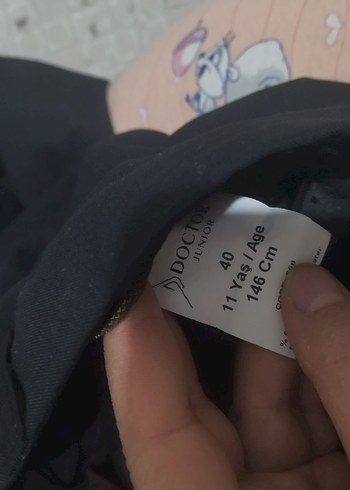 DOCTOR
JUNIOR
40
11 Yaş / Age
146 Cm